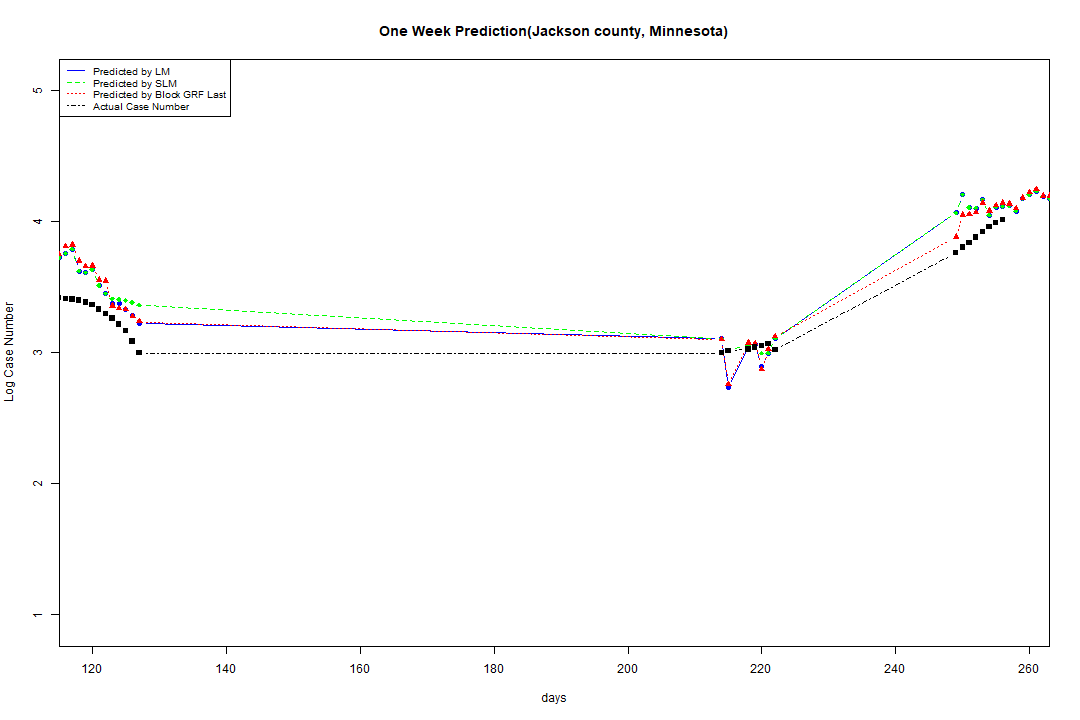 One Week Prediction(Jackson county, Minnesota)
Predicted by LM
Predicted by SLM
Predicted by Block GRF Last
Actual Case Number
5
4
3
2
1
Log Case Number
120 140 160 180 200 220 240 260
days